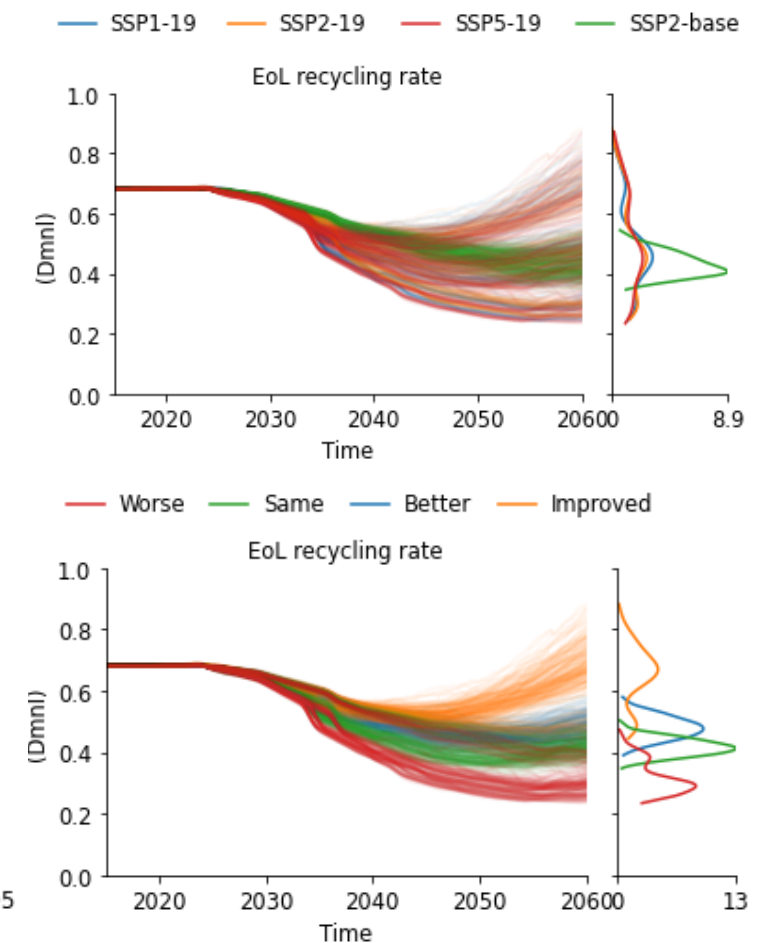 SSP1-19 SSP2-19 SSP5-19 SSP2-base
EoL recycling rate
1.0
0.8
0.6
0.4
0.2
0.0
(Dmnl)
2020 2030 2040 2050 2060 0 8.9
Time
Worse Same Better Improved
EoL recycling rate
1.0
0.8
0.6
0.4
0.2
0.0
(Dmnl)
5 2020 2030 2040 2050 2060 0 13
Time